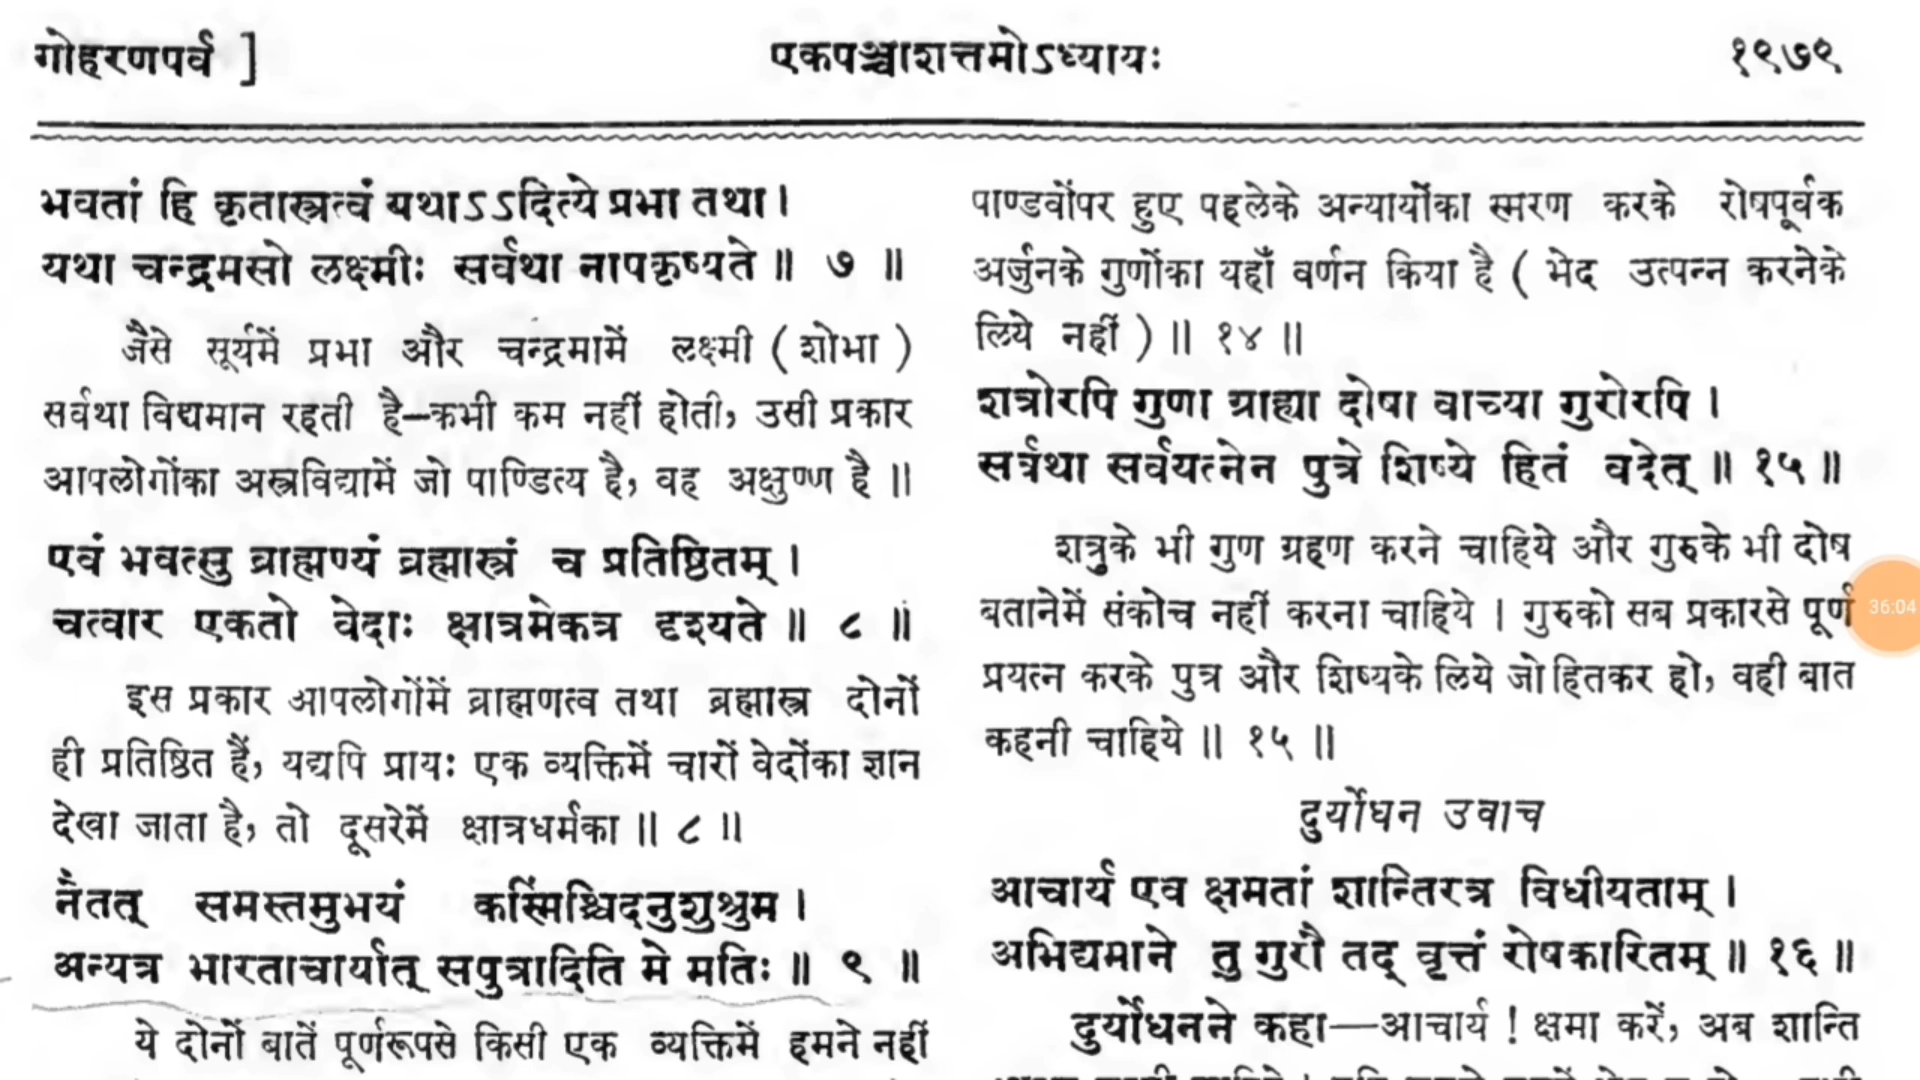 गोहरणपर्व ]
एकपञ्चाशत्तमोऽध्यायः
१९७९
भवतां हि कृतास्त्रत्वं यथाऽऽदित्ये प्रभा तथा ।
यथा चन्द्रमसो लक्ष्मीः सर्वथा नापकृष्यते ॥ ७ ॥
जैसे सूर्यमें प्रभा और चन्द्रमामें लक्ष्मी ( शोभा )
सर्वथा विद्यमान रहती है—कभी कम नहीं होती, उसी प्रकार
आपलोगोंका अस्त्रविद्यामें जो पाण्डित्य है, वह अक्षुण्ण है ॥
एवं भवत्सु ब्राह्मण्यं ब्रह्मास्त्रं च प्रतिष्ठितम् ।
चत्वार एकतो वेदाः क्षात्रमेकत्र दृश्यते ॥ ८ ॥
इस प्रकार आपलोगोंमें ब्राह्मणत्व तथा ब्रह्मास्त्र दोनों
ही प्रतिष्ठित हैं, यद्यपि प्रायः एक व्यक्तिमें चारों वेदोंका ज्ञान
देखा जाता है, तो दूसरेमें क्षात्रधर्मका ॥ ८ ॥
नैतत् समस्तमुभयं कस्मिंश्चिदनुशुश्रुम ।
अन्यत्र भारताचार्यात् सपुत्रादिति मे मतिः ॥ ९ ॥
ये दोनों बातें पूर्णरूपसे किसी एक व्यक्तिमें हमने नहीं
पाण्डवोंपर हुए पहलेके अन्यायोंका स्मरण करके रोषपूर्वक
अर्जुनके गुणोंका यहाँ वर्णन किया है ( भेद उत्पन्न करनेके
लिये नहीं ) ॥ १४ ॥
शत्रोरपि गुणा ग्राह्या दोषा वाच्या गुरोरपि ।
सर्वथा सर्वयत्नेन पुत्रे शिष्ये हितं वदेत् ॥ १५ ॥
शत्रुके भी गुण ग्रहण करने चाहिये और गुरुके भी दोष
बतानेमें संकोच नहीं करना चाहिये । गुरुको सब प्रकारसे पूर्ण
प्रयत्न करके पुत्र और शिष्यके लिये जो हितकर हो, वही बात
कहनी चाहिये ॥ १५ ॥
दुर्योधन उवाच
आचार्य एव क्षमतां शान्तिरत्र विधीयताम् ।
अभिद्यमाने तु गुरौ तद् वृत्तं रोषकारितम् ॥ १६ ॥
दुर्योधनने कहा—आचार्य ! क्षमा करें, अब शान्ति
36:04